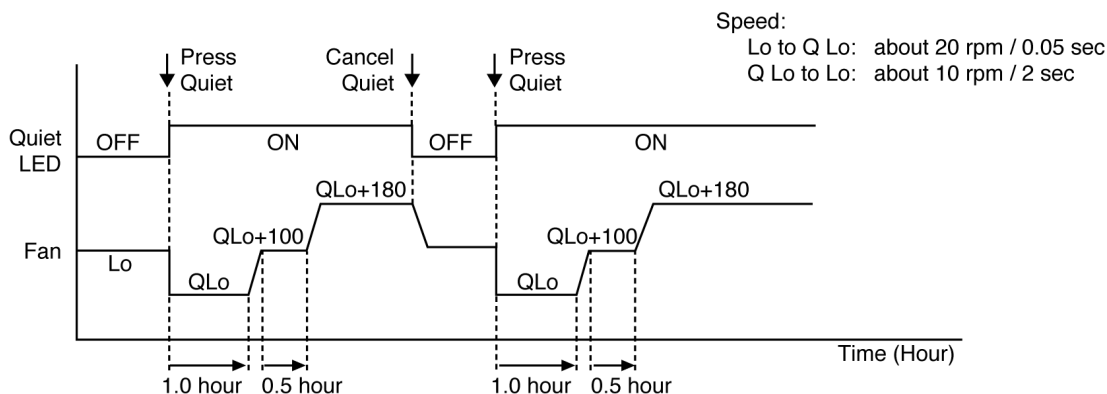 Speed:
Lo to Q Lo: about 20 rpm / 0.05 sec
Q Lo to Lo: about 10 rpm / 2 sec
Press
Quiet
Cancel
Quiet
Press
Quiet
Quiet
LED
OFF
ON
OFF
ON
QLo+180
QLo+180
Fan
Lo
QLo+100
QLo+100
QLo
QLo
Time (Hour)
1.0 hour
0.5 hour
1.0 hour
0.5 hour